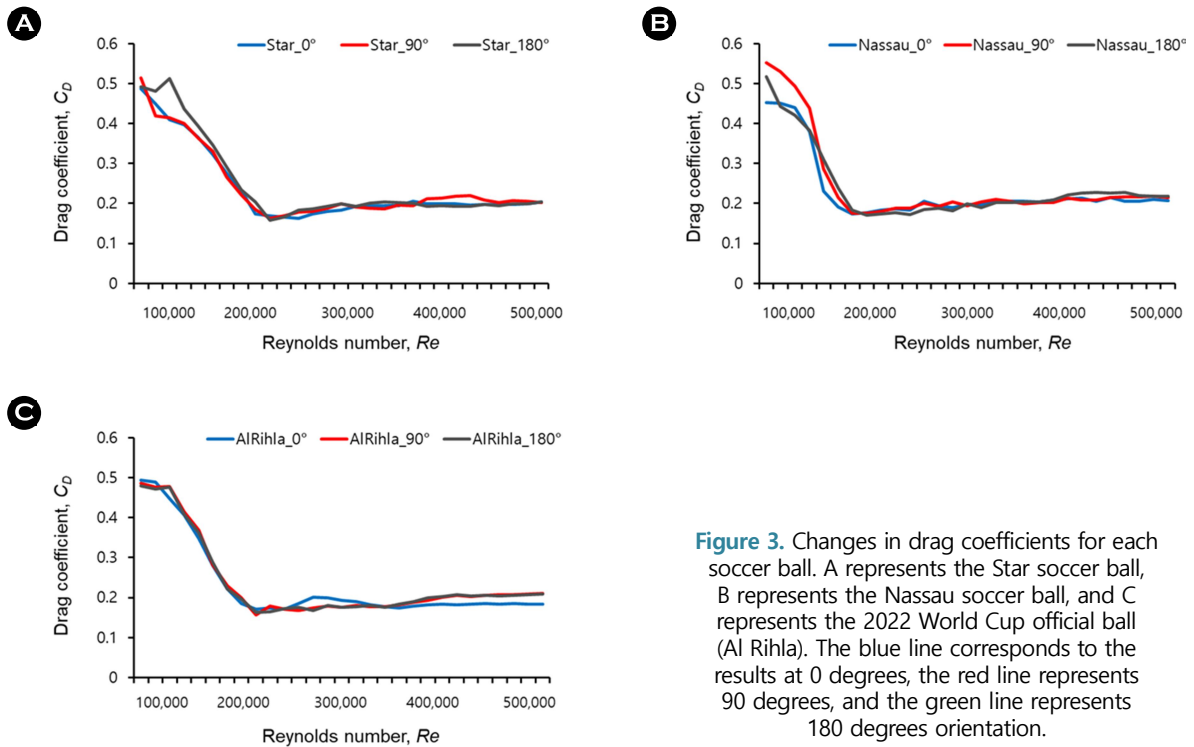 A
Star_0° Star_90° Star_180°
0.6
0.5
0.4
0.3
0.2
0.1
0
Drag coefficient, CD
100,000 200,000 300,000 400,000 500,000
Reynolds number, Re
B
Nassau_0° Nassau_90° Nassau_180°
0.6
0.5
0.4
0.3
0.2
0.1
0
Drag coefficient, CD
100,000 200,000 300,000 400,000 500,000
Reynolds number, Re
C
AlRihla_0° AlRihla_90° AlRihla_180°
0.6
0.5
0.4
0.3
0.2
0.1
0
Drag coefficient, CD
100,000 200,000 300,000 400,000 500,000
Reynolds number, Re
Figure 3. Changes in drag coefficients for each
soccer ball. A represents the Star soccer ball,
B represents the Nassau soccer ball, and C
represents the 2022 World Cup official ball
(Al Rihla). The blue line corresponds to the
results at 0 degrees, the red line represents
90 degrees, and the green line represents
180 degrees orientation.